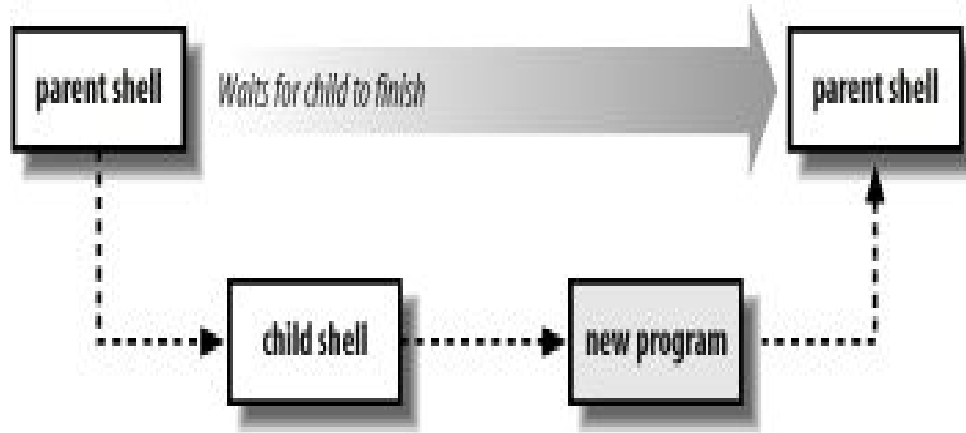 parent shell
Waits for child to finish
parent shell
child shell
new program